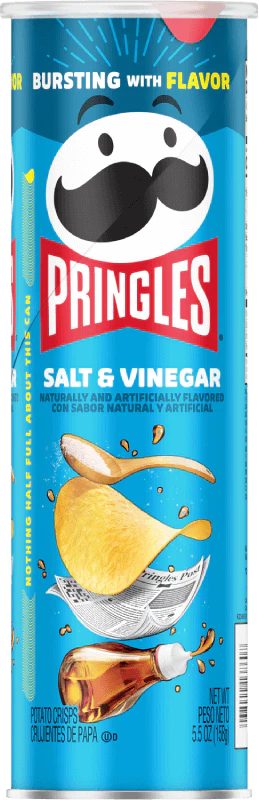 BURSTING WITH FLAVOR
PRINGLES
SALT & VINEGAR
NATURALLY AND ARTIFICIALLY FLAVORED
CON SABOR NATURAL Y ARTIFICIAL
NOTHING HALF FULL ABOUT THIS CAN
Pringles Post
POTATO CRISPS
CRUJIENTES DE PAPA
NET WT
PESO NETO
5.5 OZ (156g)